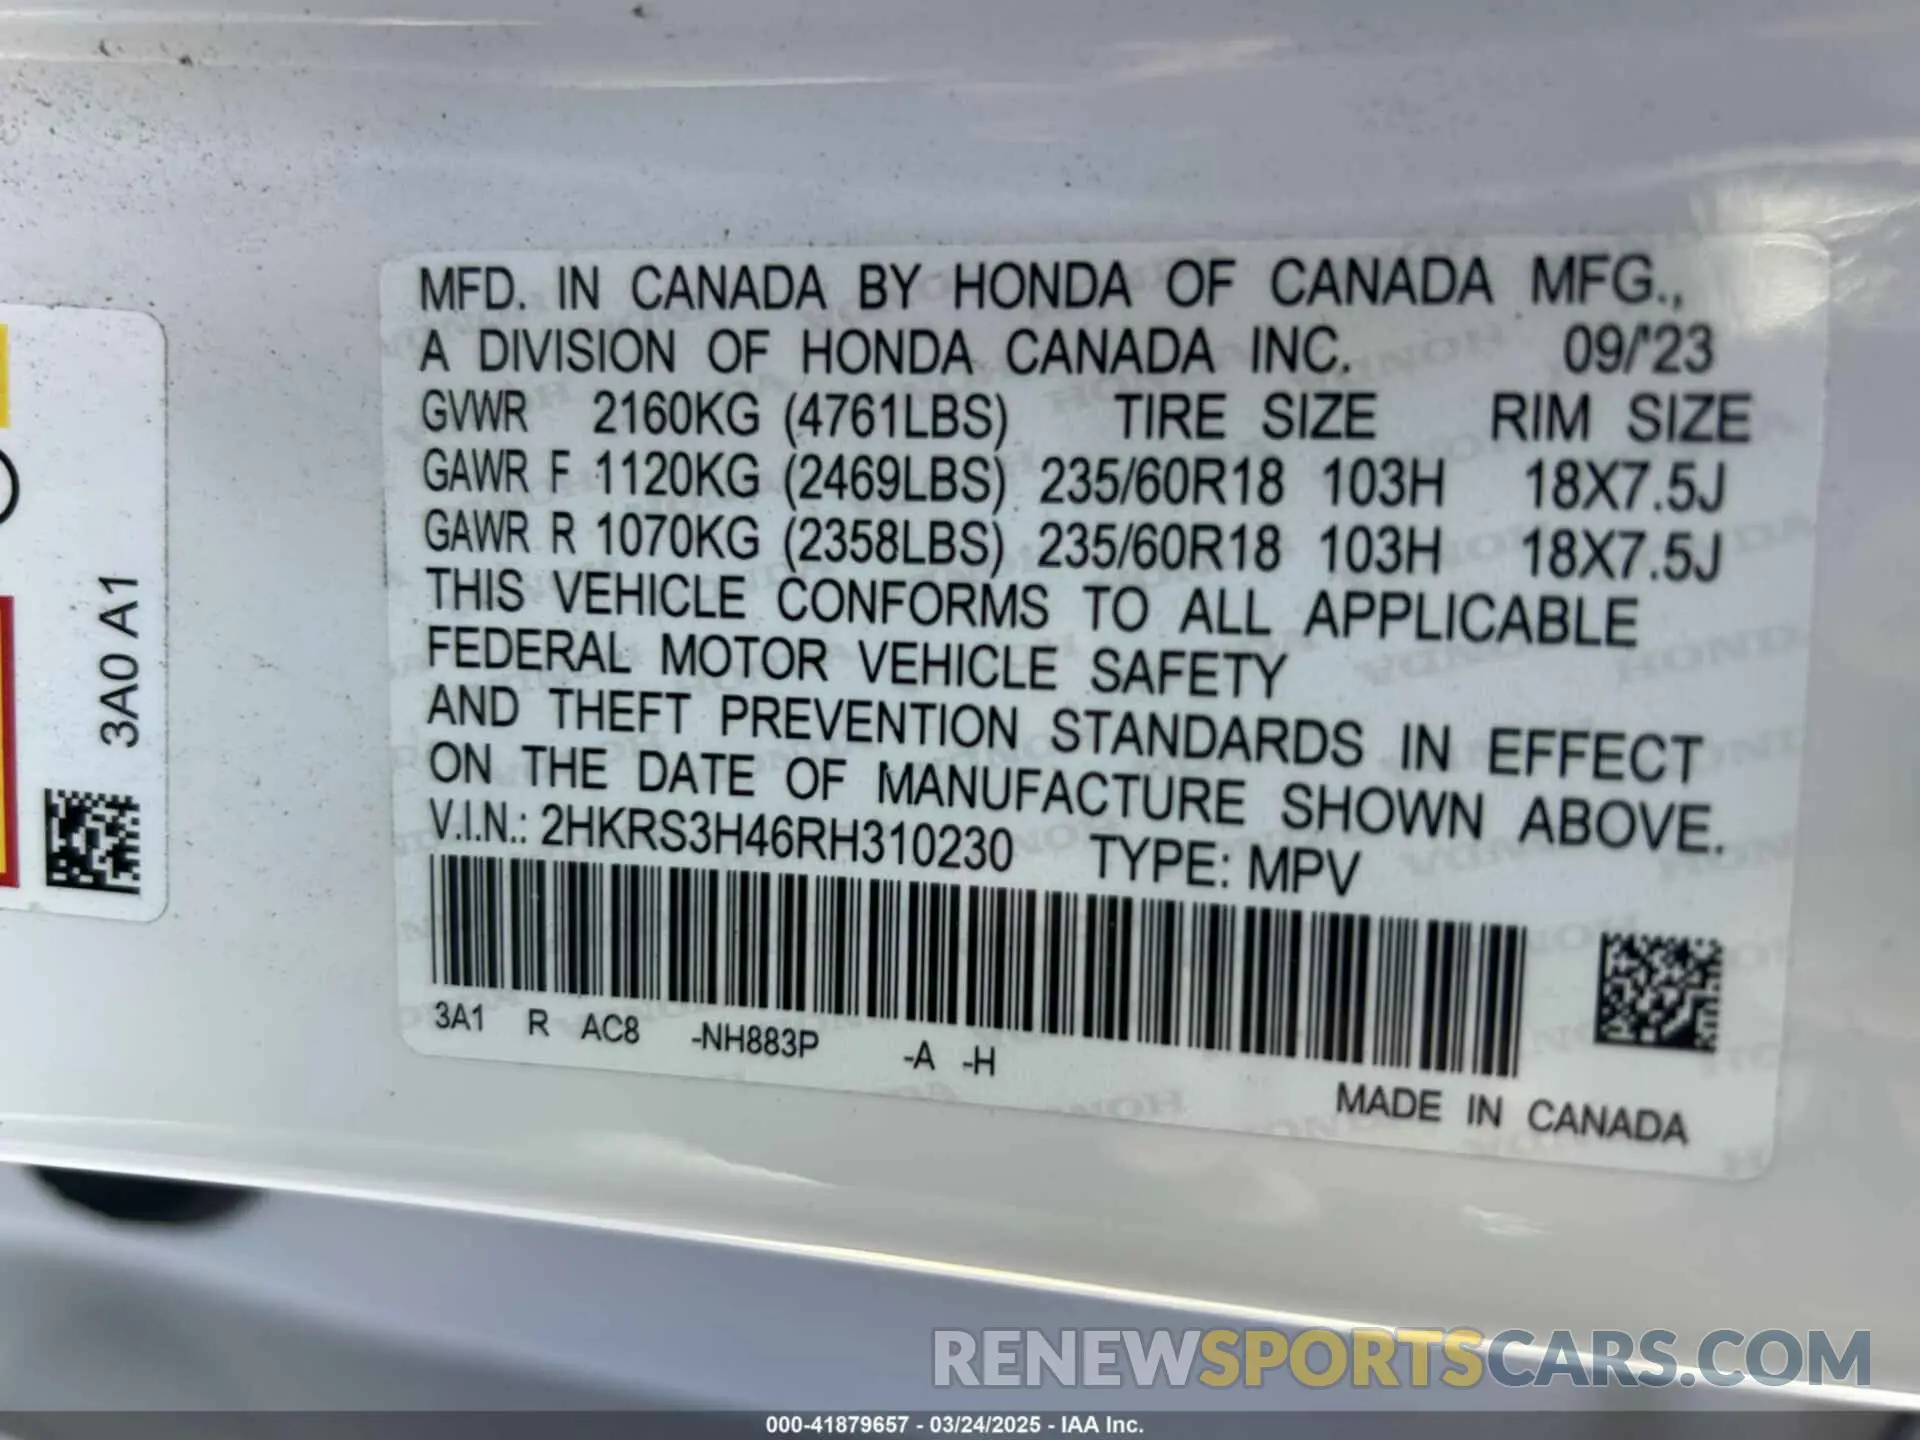 MFD. IN CANADA BY HONDA OF CANADA MFG.,
A DIVISION OF HONDA CANADA INC. 09/'23
GVWR 2160KG (4761LBS) TIRE SIZE RIM SIZE
GAWR F 1120KG (2469LBS) 235/60R18 103H 18X7.5J
GAWR R 1070KG (2358LBS) 235/60R18 103H 18X7.5J
THIS VEHICLE CONFORMS TO ALL APPLICABLE
FEDERAL MOTOR VEHICLE SAFETY
AND THEFT PREVENTION STANDARDS IN EFFECT
ON THE DATE OF MANUFACTURE SHOWN ABOVE.
V.I.N.: 2HKRS3H46RH310230 TYPE: MPV
3A1 R AC8 -NH883P -A -H
MADE IN CANADA
3A0 A1
RENEWSPORTSCARS.COM
000-41879657 - 03/24/2025 - IAA Inc.